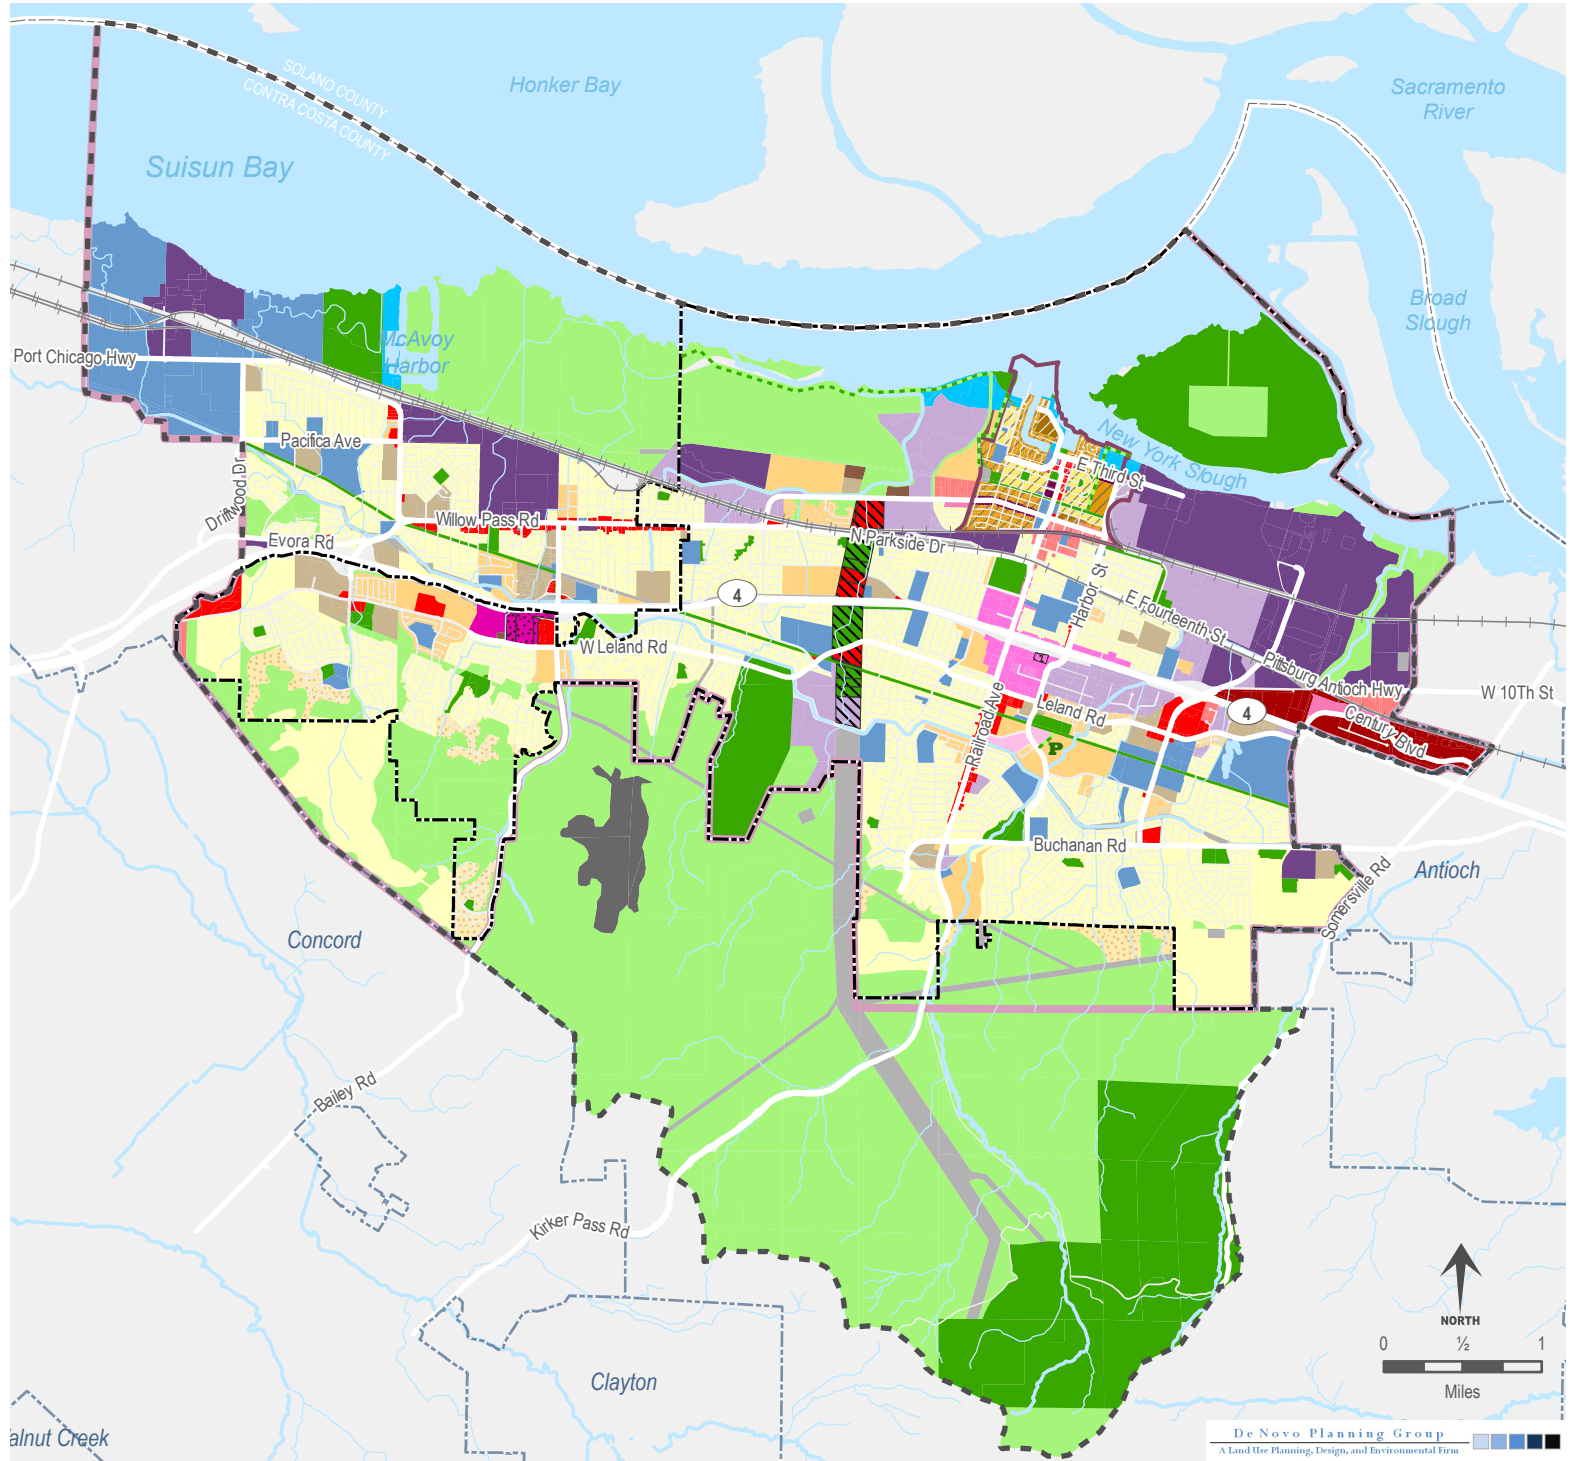 SOLANO COUNTY
CONTRA COSTA COUNTY
Honker Bay
Sacramento
River
Suisun Bay
Broad
Slough
McAvoy
Harbor
Port Chicago Hwy
New York Slough
Pacifica Ave
E Third St
Driftwood Dr
Willow Pass Rd
Evora Rd
N Parkside Dr
4
Harbor St
E Fourteenth St
W Leland Rd
Pittsburg Antioch Hwy
W 10Th St
Railroad Ave
Leland Rd
4
Century Blvd
P
Buchanan Rd
Somersville Rd
Antioch
Concord
Bailey Rd
Kirker Pass Rd
Clayton
alnut Creek
NORTH
0 ½ 1
Miles
De Novo Planning Group
A Land Use Planning, Design, and Environmental Firm